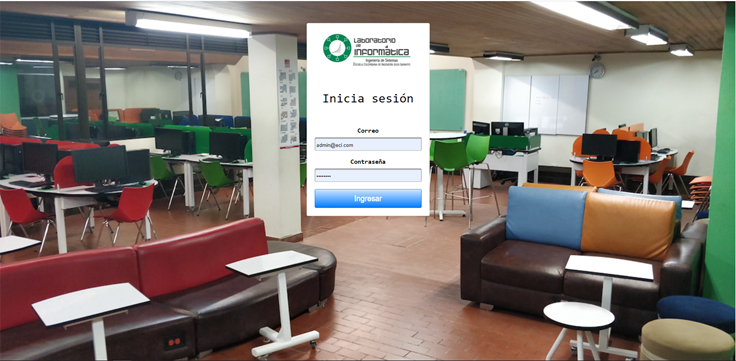 Laboratorio
de
informática
Ingeniería de Sistemas
Escuela Colombiana de Ingeniería Julio Garavito
Inicia sesión
Correo
admin@eci.com
Contraseña
•••••••
Ingresar